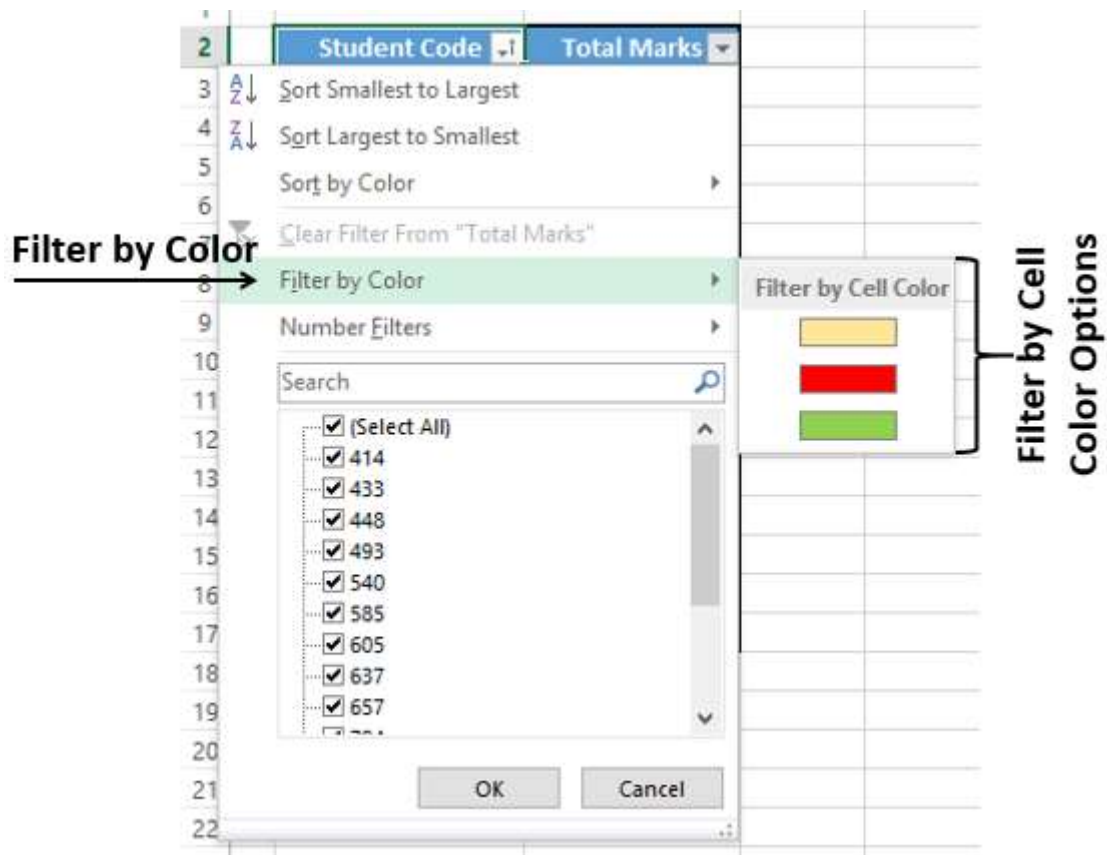 1
2 Student Code Total Marks
3 Sort Smallest to Largest
4 Sort Largest to Smallest
5 Sort by Color
6
7 Clear Filter From "Total Marks"
Filter by Color
8 Filter by Color
Filter by Cell Color
9 Number Filters
10
Search
11
(Select All)
12
414
13
433
14
448
15
493
16
540
585
17
605
18
637
19
657
20
21
OK Cancel
22
Filter by Cell
Color Options